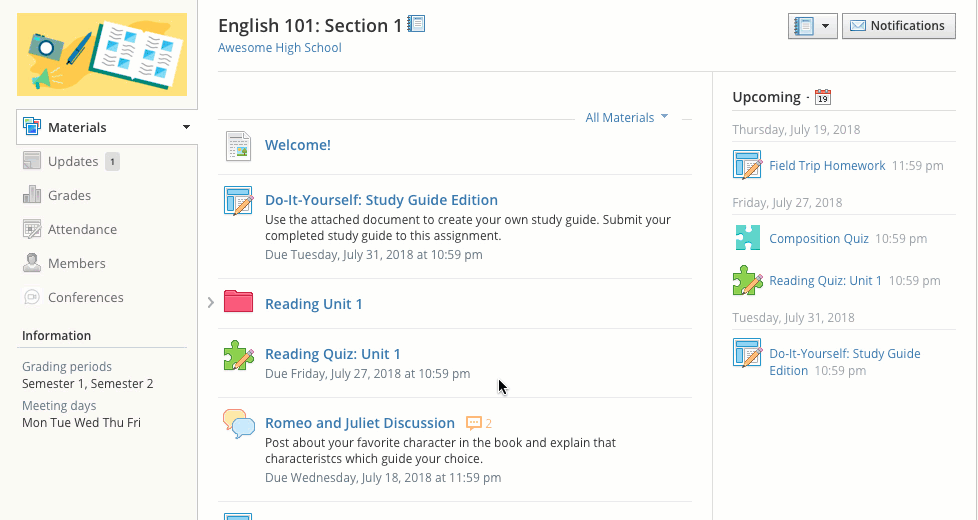 English 101: Section 1
Awesome High School
Notifications
Materials
Updates 1
Grades
Attendance
Members
Conferences
Information
Grading periods
Semester 1, Semester 2
Meeting days
Mon Tue Wed Thu Fri
All Materials
Welcome!
Do-It-Yourself: Study Guide Edition
Use the attached document to create your own study guide. Submit your
completed study guide to this assignment.
Due Tuesday, July 31, 2018 at 10:59 pm
Reading Unit 1
Reading Quiz: Unit 1
Due Friday, July 27, 2018 at 10:59 pm
Romeo and Juliet Discussion 2
Post about your favorite character in the book and explain that
characteristcs which guide your choice.
Due Wednesday, July 18, 2018 at 11:59 pm
Upcoming · 19
Thursday, July 19, 2018
Field Trip Homework 11:59 pm
Friday, July 27, 2018
Composition Quiz 10:59 pm
Reading Quiz: Unit 1 10:59 pm
Tuesday, July 31, 2018
Do-It-Yourself: Study Guide
Edition 10:59 pm